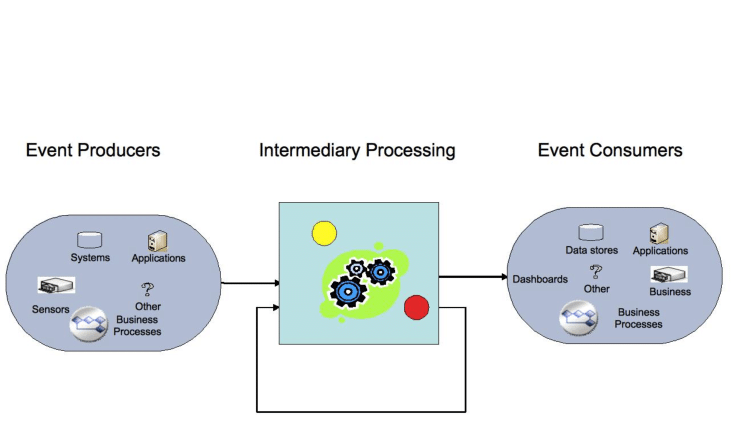 Event Producers
Intermediary Processing
Event Consumers
Systems
Applications
Sensors
Other
Business
Processes
Data stores
Applications
Dashboards
Other
Business
Business
Processes